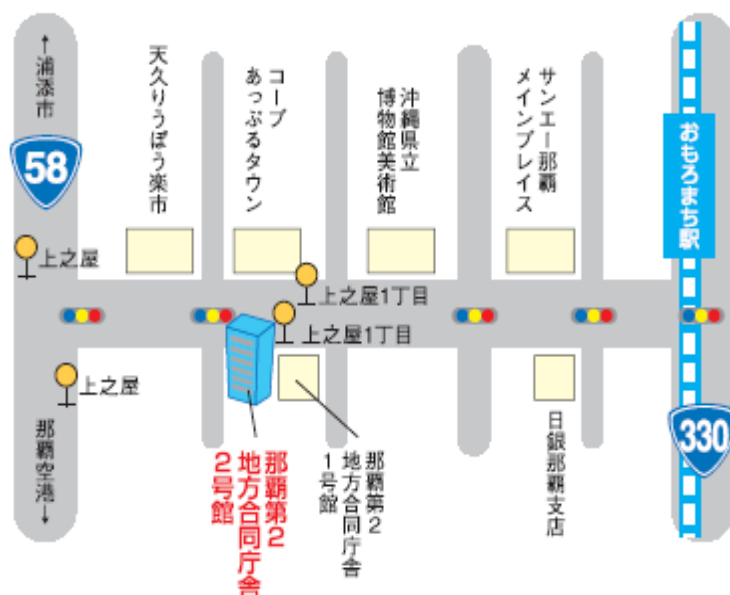 ↑浦添市
58
上之屋
上之屋
那覇空港↓
天久りうぼう楽市
コープ
あっぷるタウン
沖縄県立
博物館美術館
サンエー那覇
メインプレイス
おもろまち駅
上之屋1丁目
上之屋1丁目
那覇第2
地方合同庁舎
2号館
那覇第2
地方合同庁舎
1号館
日銀那覇支店
330